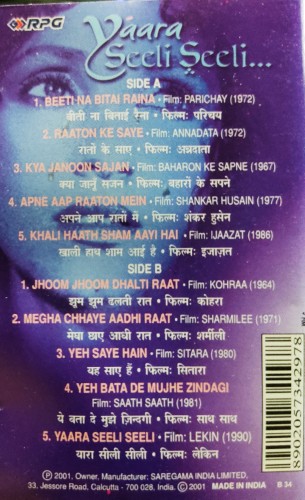 RPG
Yaara
Seeli Seeli...
SIDE A
1. BEETI NA BITAI RAINA • Film: PARICHAY (1972)
बीती ना बिताई रैना • फिल्मः परिचय
2. RAATON KE SAYE • Film: ANNADATA (1972)
रातों के साए • फिल्मः अन्नदाता
3. KYA JANOON SAJAN • Film: BAHARON KE SAPNE (1967)
क्या जानूं सजन • फिल्मः बहारों के सपने
4. APNE AAP RAATON MEIN • Film: SHANKAR HUSAIN (1977)
अपने आप रातों में • फिल्मः शंकर हुसेन
5. KHALI HAATH SHAM AAYI HAI • Film: IJAAZAT (1986)
खाली हाथ शाम आई है • फिल्मः इजाज़त
SIDE B
1. JHOOM JHOOM DHALTI RAAT • Film: KOHRAA (1964)
झुम झुम ढलती रात • फिल्मः कोहरा
2. MEGHA CHHAYE AADHI RAAT • Film: SHARMILEE (1971)
मेघा छाए आधी रात • फिल्मः शर्मीली
3. YEH SAYE HAIN • Film: SITARA (1980)
यह साए हैं • फिल्मः सितारा
4. YEH BATA DE MUJHE ZINDAGI
Film: SAATH SAATH (1981)
ये बता दे मुझे ज़िन्दगी • फिल्मः साथ साथ
5. YAARA SEELI SEELI • Film: LEKIN (1990)
यारा सीली सीली • फिल्मः लेकिन
8902057342978
Ⓟ 2001, Owner, Manufacturer: SAREGAMA INDIA LIMITED,
33, Jessore Road, Calcutta - 700 028, India. © 2001 MADE IN INDIA B 34